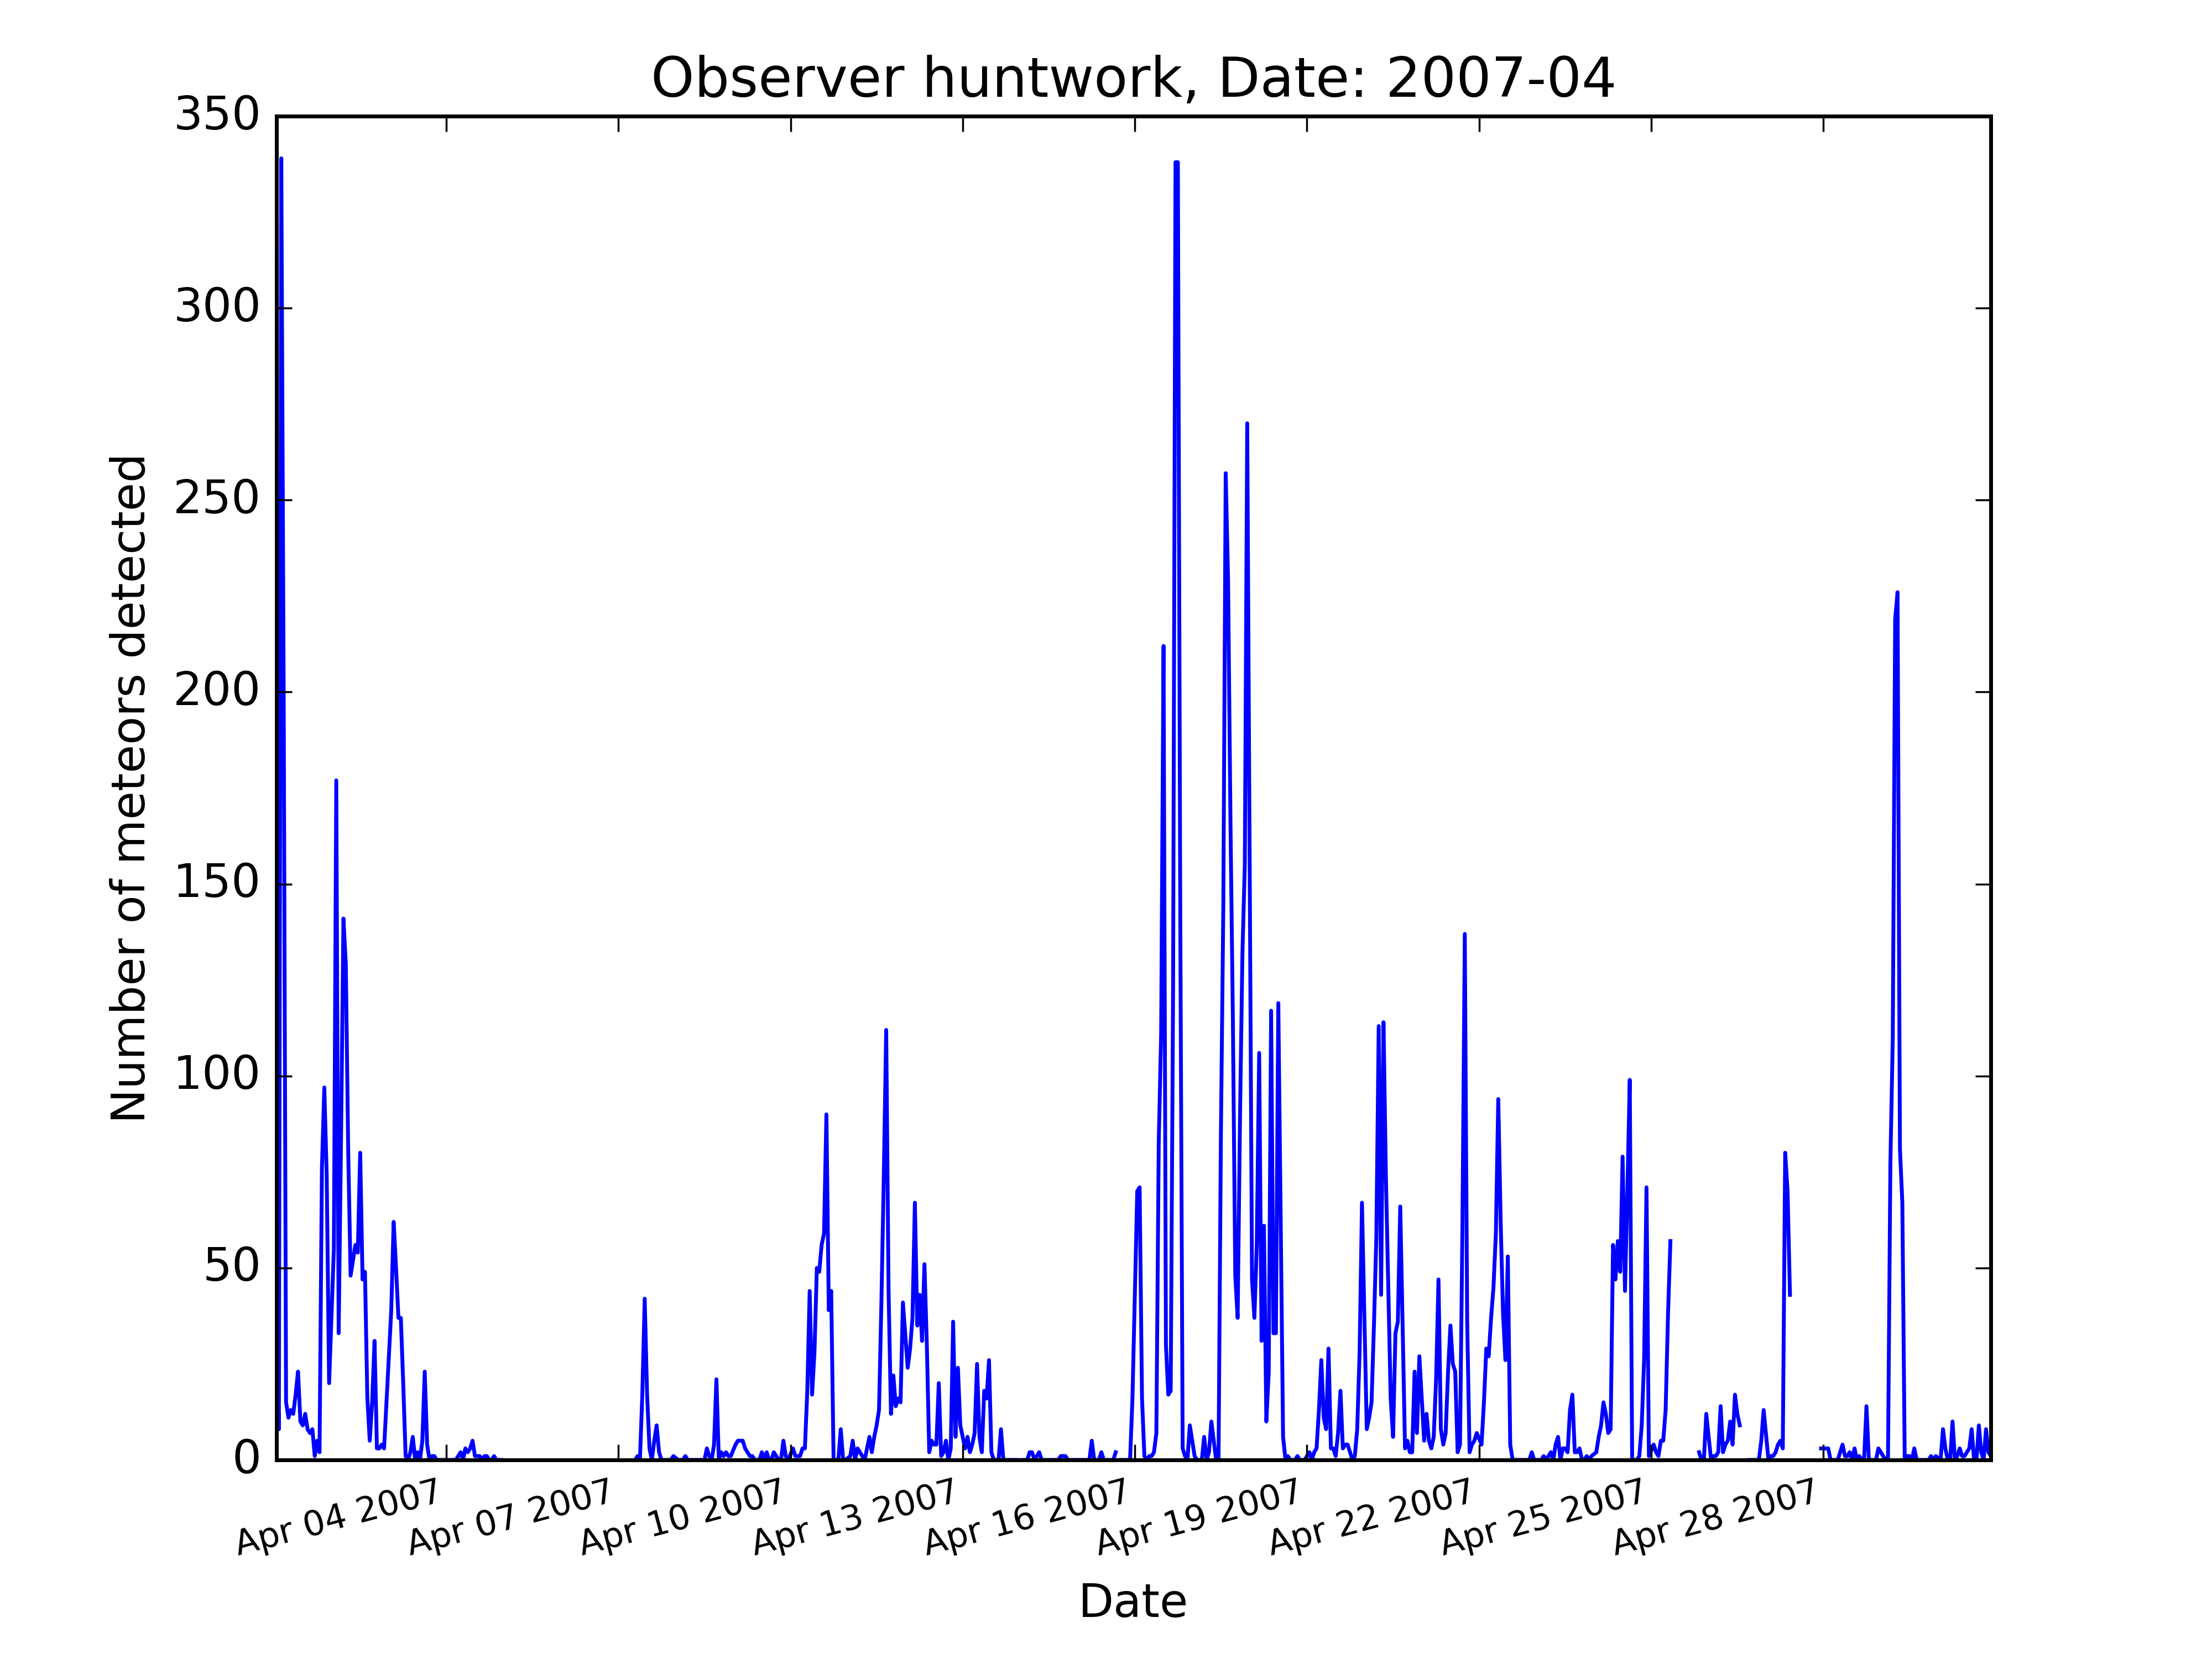 Observer huntwork, Date: 2007-04
350
300
250
200
150
100
50
0
Number of meteors detected
Apr 04 2007
Apr 07 2007
Apr 10 2007
Apr 13 2007
Apr 16 2007
Apr 19 2007
Apr 22 2007
Apr 25 2007
Apr 28 2007
Date